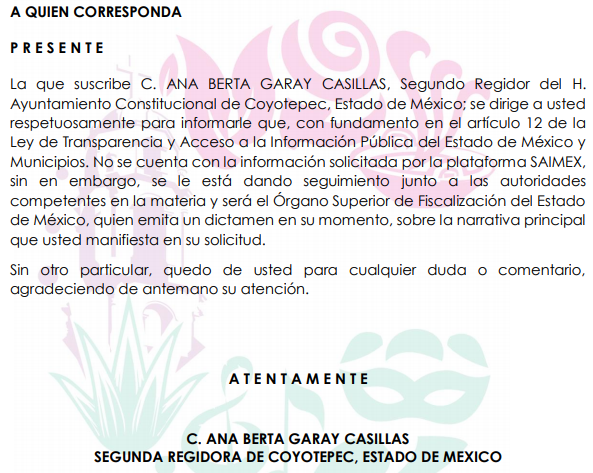 A QUIEN CORRESPONDA
P R E S E N T E
La que suscribe C. ANA BERTA GARAY CASILLAS, Segundo Regidor del H.
Ayuntamiento Constitucional de Coyotepec, Estado de México; se dirige a usted
respetuosamente para informarle que, con fundamento en el artículo 12 de la
Ley de Transparencia y Acceso a la Información Pública del Estado de México y
Municipios. No se cuenta con la información solicitada por la plataforma SAIMEX,
sin en embargo, se le está dando seguimiento junto a las autoridades
competentes en la materia y será el Órgano Superior de Fiscalización del Estado
de México, quien emita un dictamen en su momento, sobre la narrativa principal
que usted manifiesta en su solicitud.
Sin otro particular, quedo de usted para cualquier duda o comentario,
agradeciendo de antemano su atención.
A T E N T A M E N T E
C. ANA BERTA GARAY CASILLAS
SEGUNDA REGIDORA DE COYOTEPEC, ESTADO DE MEXICO